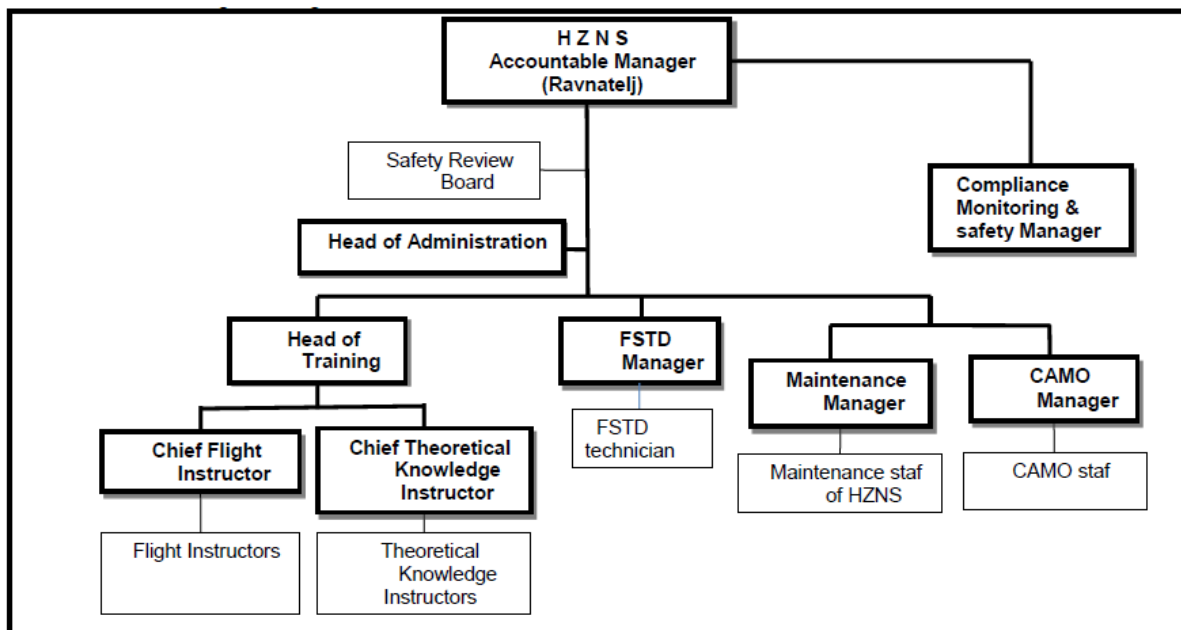 H Z N S
Accountable Manager
(Ravnatelj)
Safety Review
Board
Compliance
Monitoring &
safety Manager
Head of Administration
Head of
Training
FSTD
Manager
Maintenance
Manager
CAMO
Manager
Chief Flight
Instructor
Chief Theoretical
Knowledge
Instructor
FSTD
technician
Maintenance staf
of HZNS
CAMO staf
Flight Instructors
Theoretical
Knowledge
Instructors